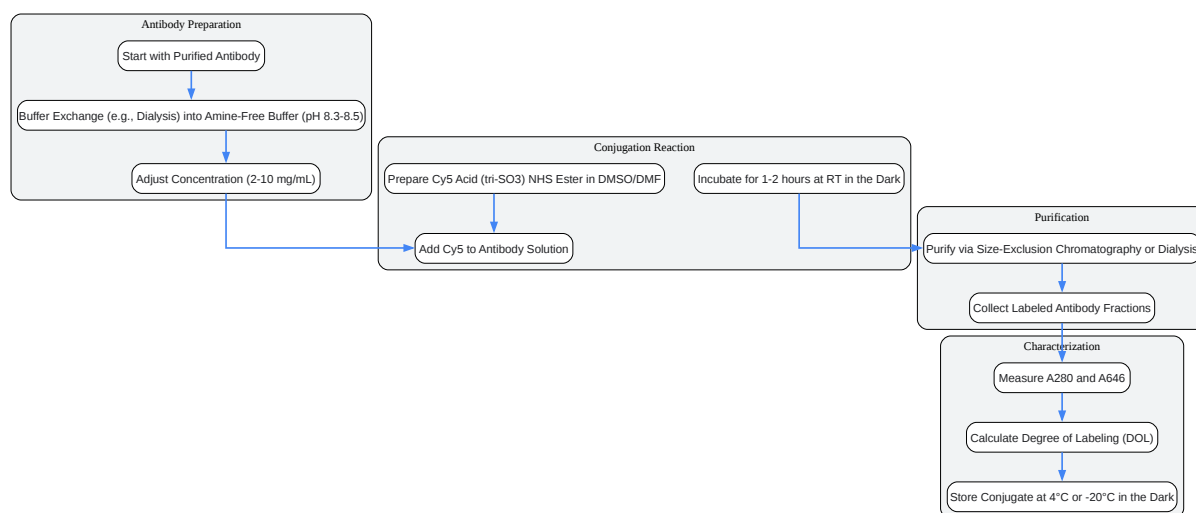 Antibody Preparation
Start with Purified Antibody
Buffer Exchange (e.g., Dialysis) into Amine-Free Buffer (pH 8.3-8.5)
Adjust Concentration (2-10 mg/mL)
Conjugation Reaction
Prepare Cy5 Acid (tri-SO3) NHS Ester in DMSO/DMF
Incubate for 1-2 hours at RT in the Dark
Add Cy5 to Antibody Solution
Purification
Purify via Size-Exclusion Chromatography or Dialysis
Collect Labeled Antibody Fractions
Characterization
Measure A280 and A646
Calculate Degree of Labeling (DOL)
Store Conjugate at 4°C or -20°C in the Dark